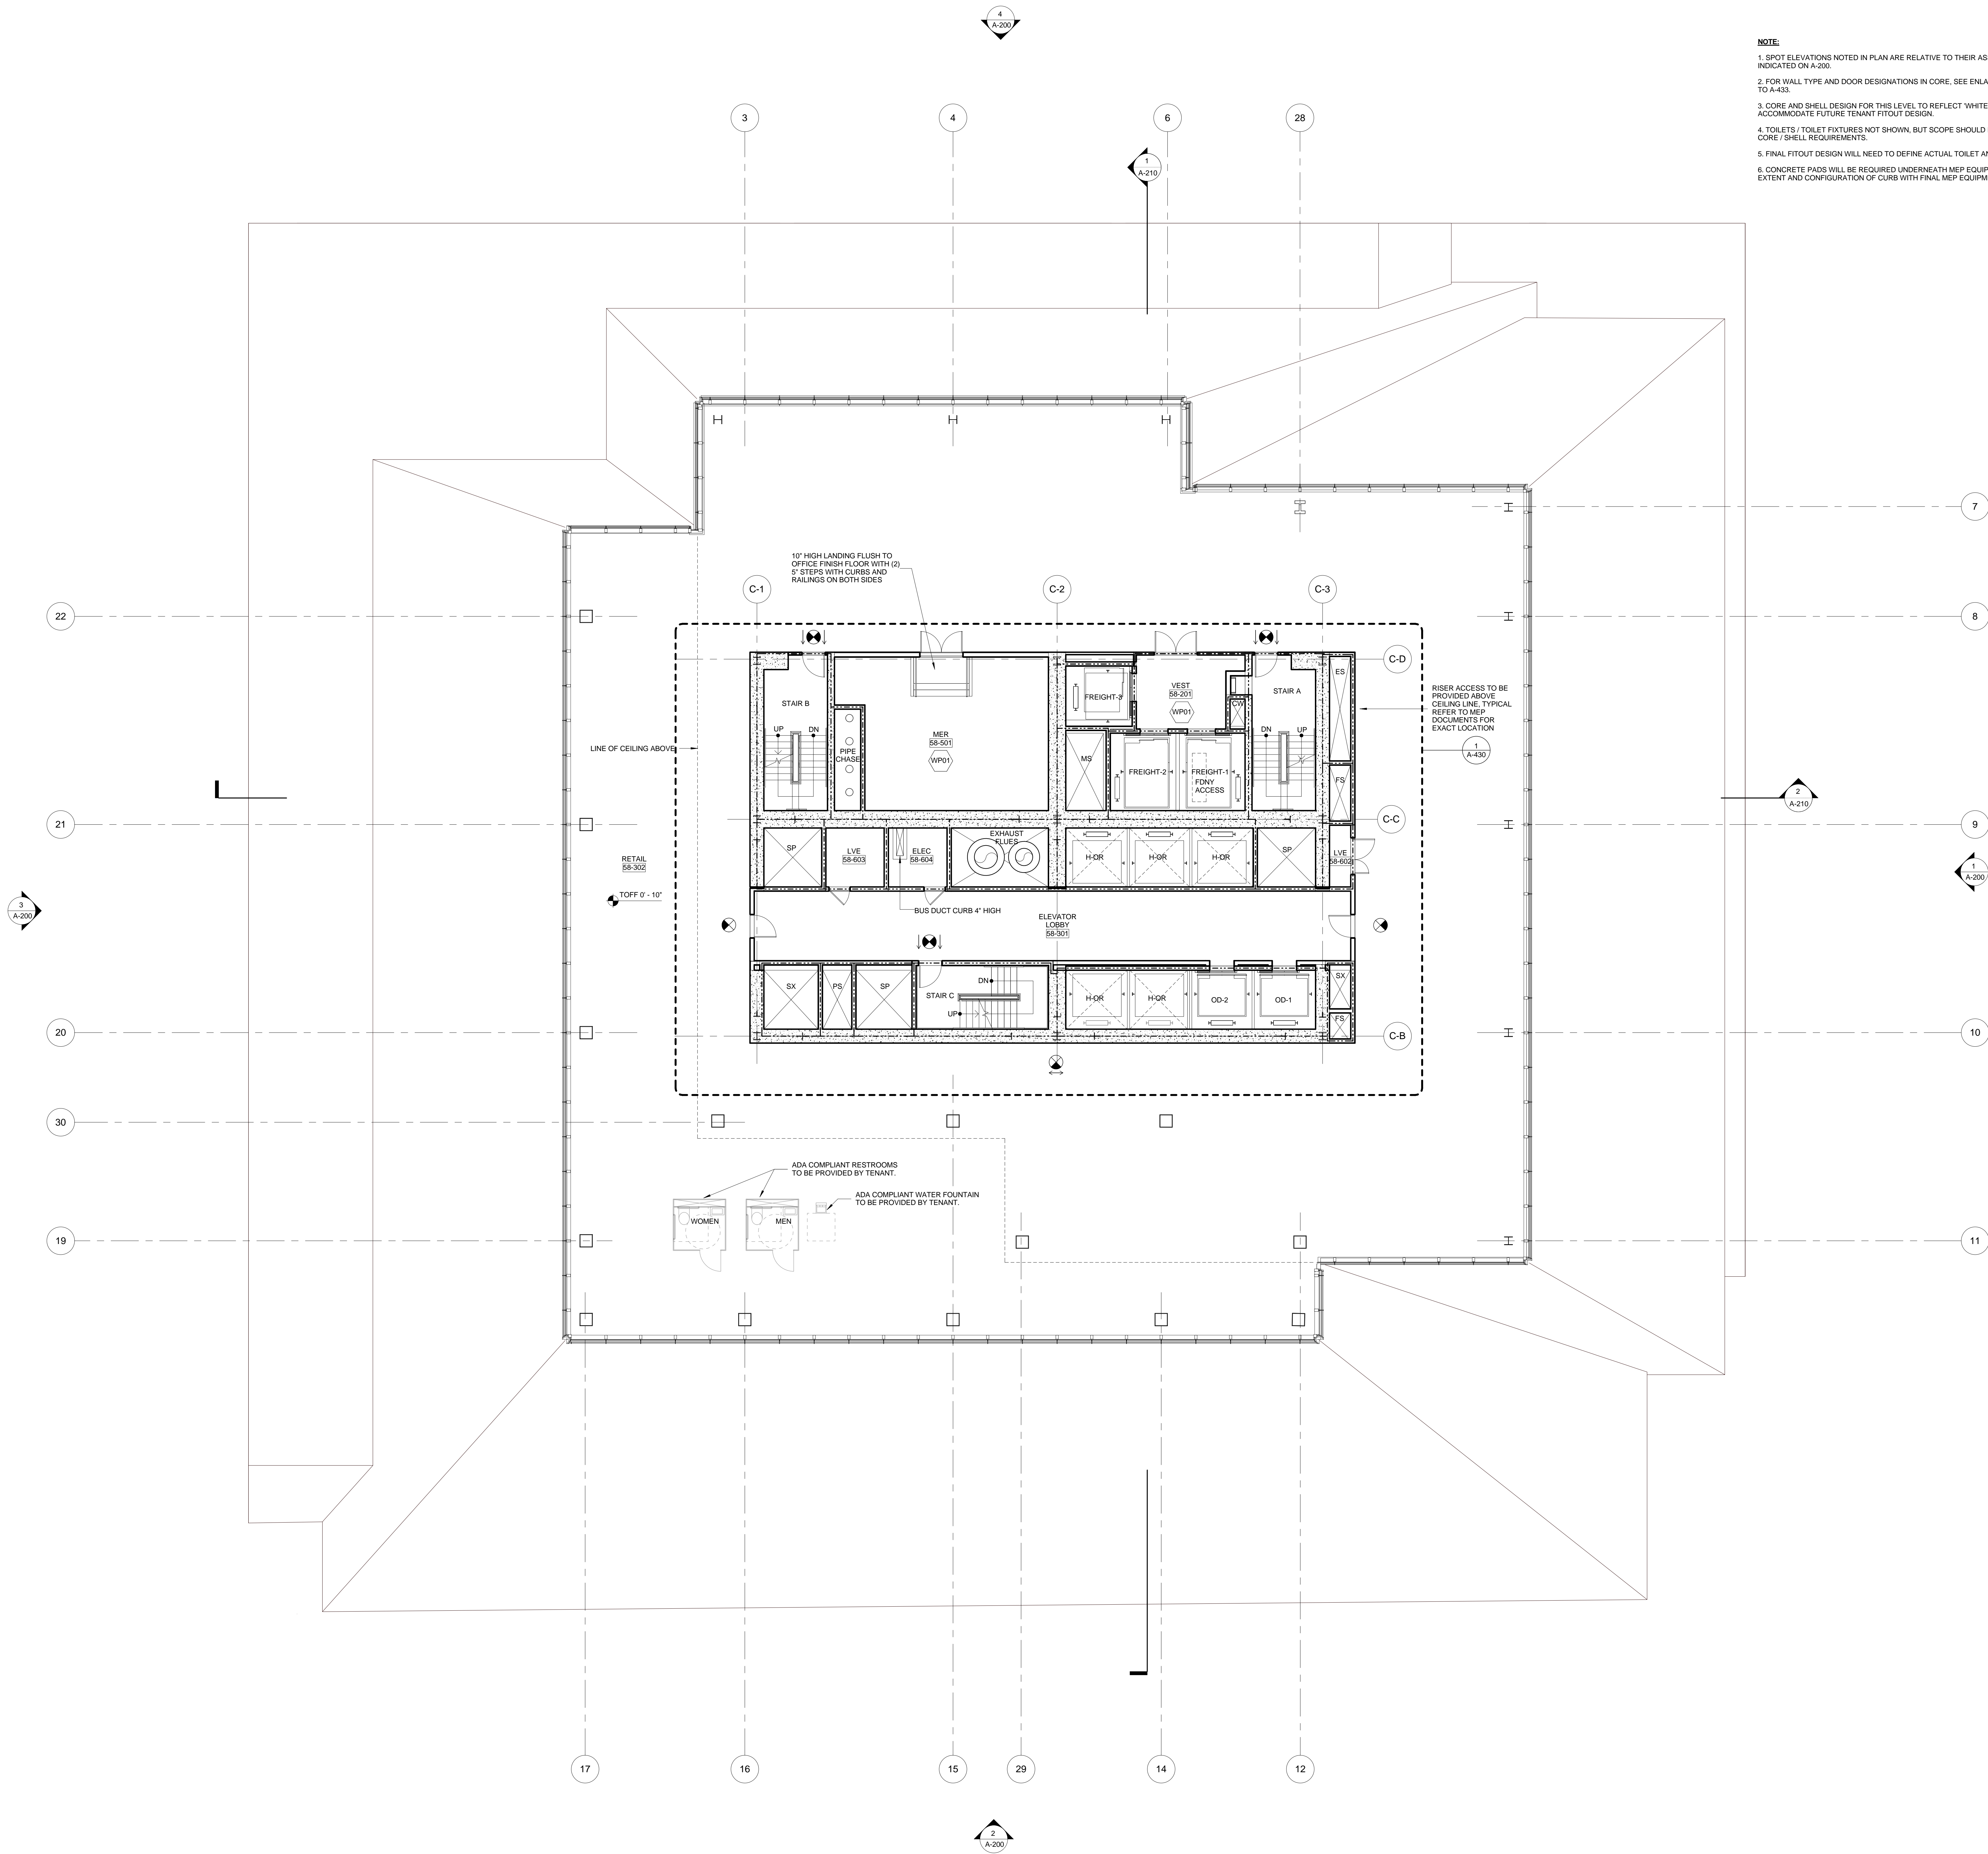 4
A-200
NOTE:
1. SPOT ELEVATIONS NOTED IN PLAN ARE RELATIVE TO THEIR AS
INDICATED ON A-200.
2. FOR WALL TYPE AND DOOR DESIGNATIONS IN CORE, SEE ENLA
TO A-433.
3. CORE AND SHELL DESIGN FOR THIS LEVEL TO REFLECT 'WHITE
ACCOMMODATE FUTURE TENANT FITOUT DESIGN.
4. TOILETS / TOILET FIXTURES NOT SHOWN, BUT SCOPE SHOULD
CORE / SHELL REQUIREMENTS.
5. FINAL FITOUT DESIGN WILL NEED TO DEFINE ACTUAL TOILET AN
6. CONCRETE PADS WILL BE REQUIRED UNDERNEATH MEP EQUIP
EXTENT AND CONFIGURATION OF CURB WITH FINAL MEP EQUIPM
3
4
6
28
1
A-210
7
10" HIGH LANDING FLUSH TO
OFFICE FINISH FLOOR WITH (2)
5" STEPS WITH CURBS AND
RAILINGS ON BOTH SIDES
C-1
C-2
C-3
22
8
C-D
STAIR B
UP
DN
PIPE
CHASE
MER
58-501
WP01
FREIGHT-3
VEST
58-201
WP01
CW
STAIR A
DN
UP
ES
RISER ACCESS TO BE
PROVIDED ABOVE
CEILING LINE, TYPICAL
REFER TO MEP
DOCUMENTS FOR
EXACT LOCATION
LINE OF CEILING ABOVE
1
A-430
MS
FREIGHT-2
FREIGHT-1
FDNY
ACCESS
FS
2
A-210
21
C-C
9
SP
LVE
58-603
ELEC
58-604
EXHAUST
FLUES
H-OR
H-OR
H-OR
SP
LVE
58-602
RETAIL
58-302
1
A-200
TOFF 0' - 10"
3
A-200
BUS DUCT CURB 4" HIGH
ELEVATOR
LOBBY
58-301
SX
PS
SP
STAIR C
DN
UP
H-OR
H-OR
OD-2
OD-1
SX
FS
20
C-B
10
30
ADA COMPLIANT RESTROOMS
TO BE PROVIDED BY TENANT.
ADA COMPLIANT WATER FOUNTAIN
TO BE PROVIDED BY TENANT.
WOMEN
MEN
19
11
17
16
15
29
14
12
2
A-200